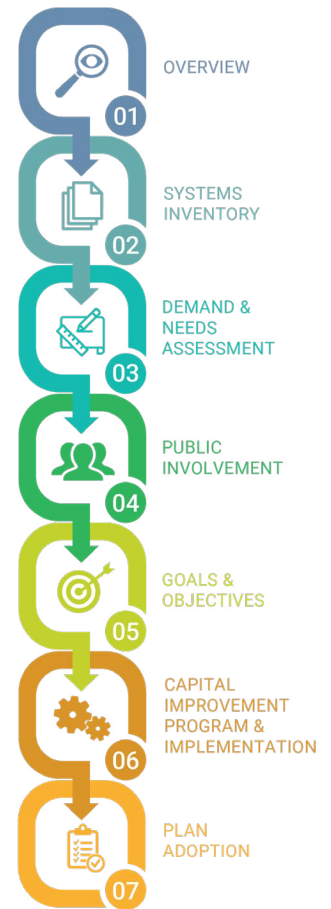 OVERVIEW
01
SYSTEMS
INVENTORY
02
DEMAND &
NEEDS
ASSESSMENT
03
PUBLIC
INVOLVEMENT
04
GOALS &
OBJECTIVES
05
CAPITAL
IMPROVEMENT
PROGRAM &
IMPLEMENTATION
06
PLAN
ADOPTION
07